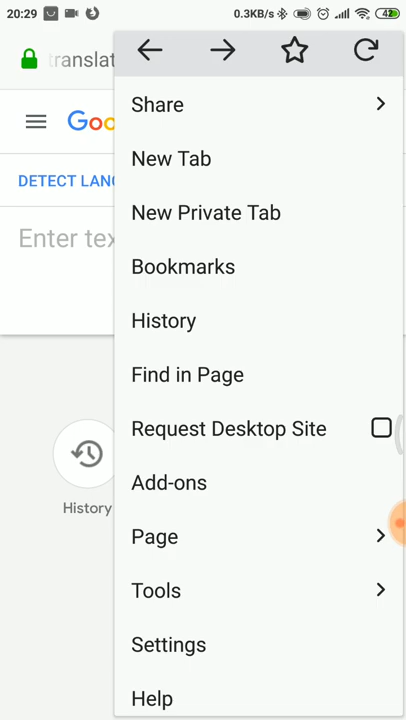 20:29 0.3KB/s 42
translat
Share
Goo
New Tab
DETECT LANG
New Private Tab
Enter tex
Bookmarks
History
Find in Page
Request Desktop Site
Add-ons
History
Page
Tools
Settings
Help